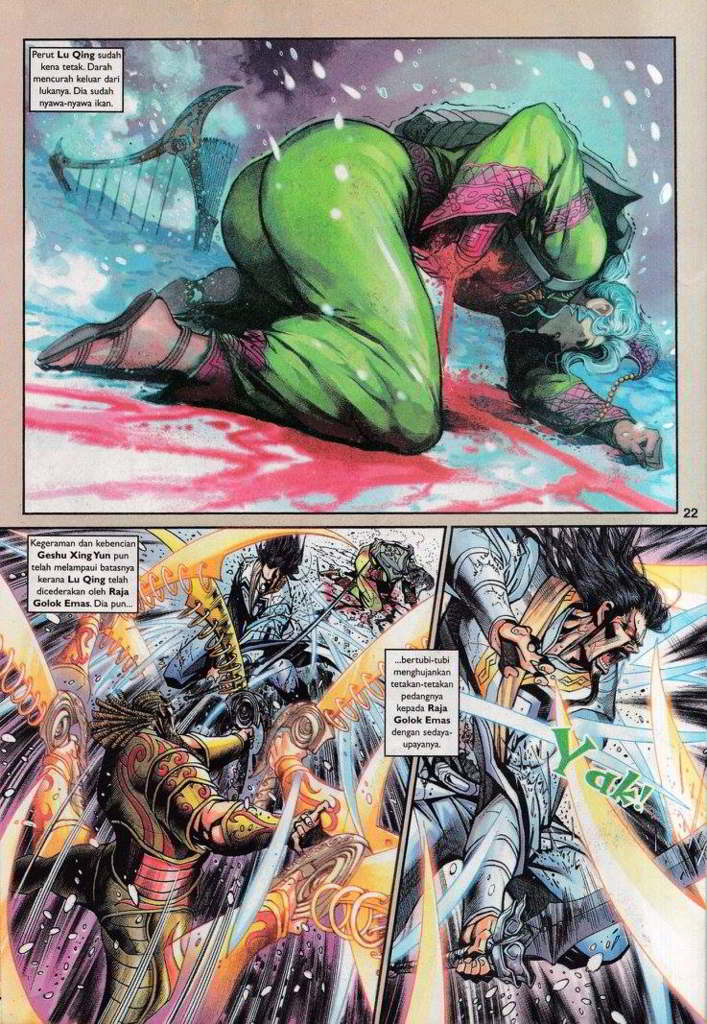 Perut Lu Qing sudah
kena tetak. Darah
mencurah keluar dari
lukanya. Dia sudah
nyawa-nyawa ikan.
22
Kegeraman dan kebencian
Geshu Xing Yun pun
telah melampaui batasnya
kerana Lu Qing telah
dicederakan oleh Raja
Golok Emas. Dia pun...
...bertubi-tubi
menghujankan
tetakan-tetakan
pedangnya
kepada Raja
Golok Emas
dengan sedaya-
upayanya.
Yak!